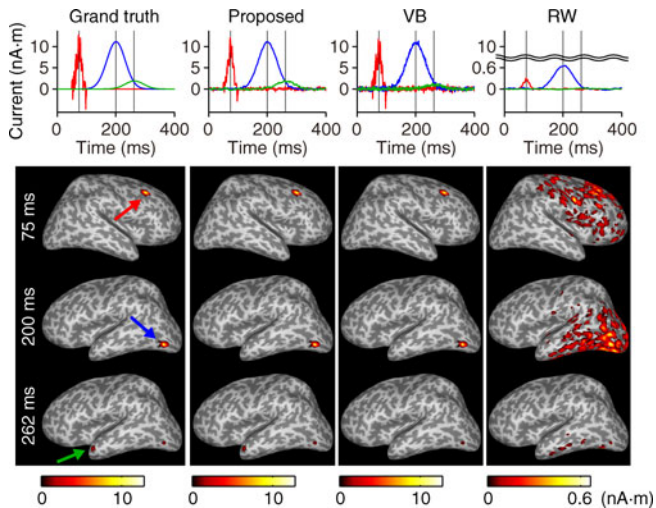 Grand truth Proposed VB RW
Current (nA·m)
10 10 10 10
5 5 5 0.6
0 0 0 0
0 200 400 0 200 400 0 200 400 0 200 400
Time (ms) Time (ms) Time (ms) Time (ms)
75 ms
200 ms
262 ms
0 10 0 10 0 10 0 0.6 (nA·m)